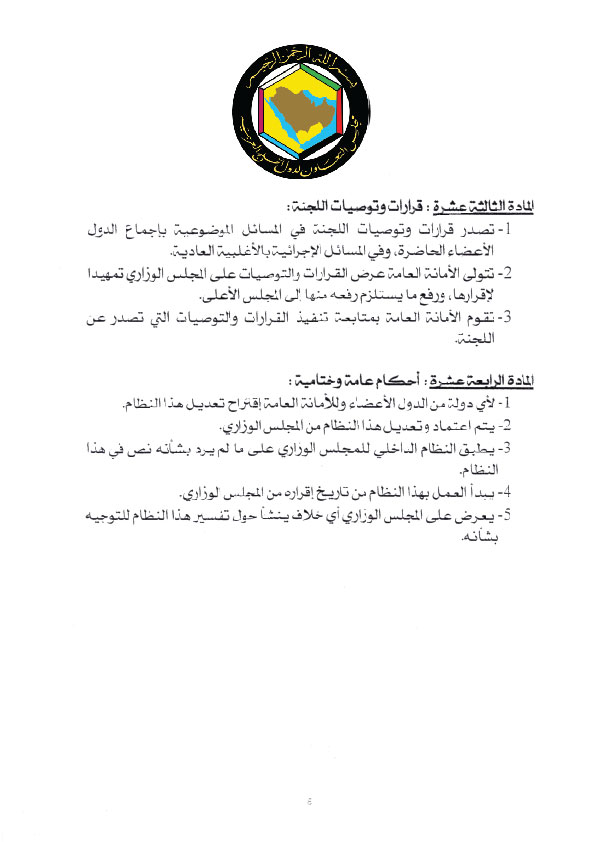 بسم الله الرحمن الرحيم
مجلس التعاون لدول الخليج العربية
المادة الثالثة عشرة : قرارات وتوصيات اللجنة :
1- تصدر قرارات وتوصيات اللجنة في المسائل الموضوعية بإجماع الدول
الأعضاء الحاضرة، وفي المسائل الإجرائية بالأغلبية العادية.
2- تتولى الأمانة العامة عرض القرارات والتوصيات على المجلس الوزاري تمهيدا
لإقرارها، ورفع ما يستلزم رفعه منها إلى المجلس الأعلى.
3- تقوم الأمانة العامة بمتابعة تنفيذ القرارات والتوصيات التي تصدر عن
اللجنة.
المادة الرابعة عشرة : أحكام عامة وختامية :
1- لأي دولة من الدول الأعضاء وللأمانة العامة إقتراح تعديل هذا النظام.
2- يتم اعتماد وتعديل هذا النظام من المجلس الوزاري.
3- يطبق النظام الداخلي للمجلس الوزاري على ما لم يرد بشأنه نص في هذا
النظام.
4- يبدأ العمل بهذا النظام من تاريخ إقراره من المجلس الوزاري.
5- يعرض على المجلس الوزاري أي خلاف ينشأ حول تفسير هذا النظام للتوجيه
بشأنه.